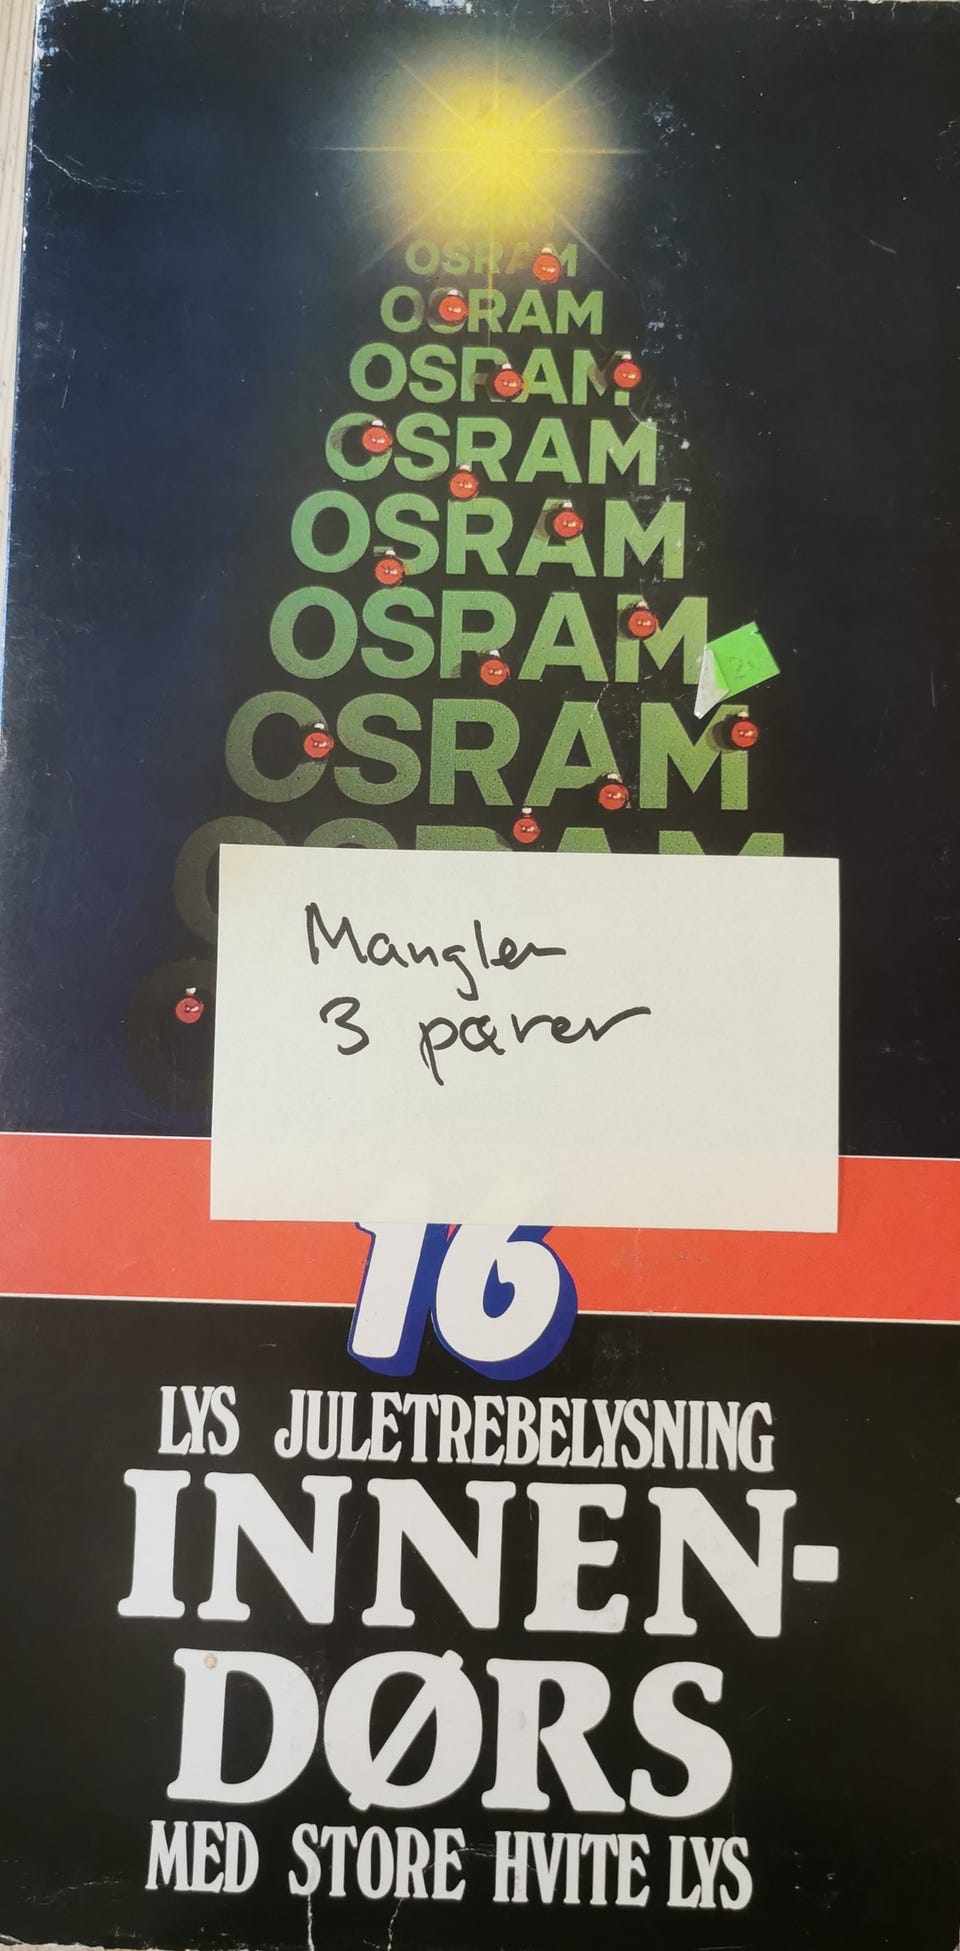 OSRAM
OSRAM
OSRAM
OSRAM
OSRAM
OSRAM
OSRAM
OSRAM
Mangler
3 pærer
16
LYS JULETREBELYSNING
INNEN-
DØRS
MED STORE HVITE LYS